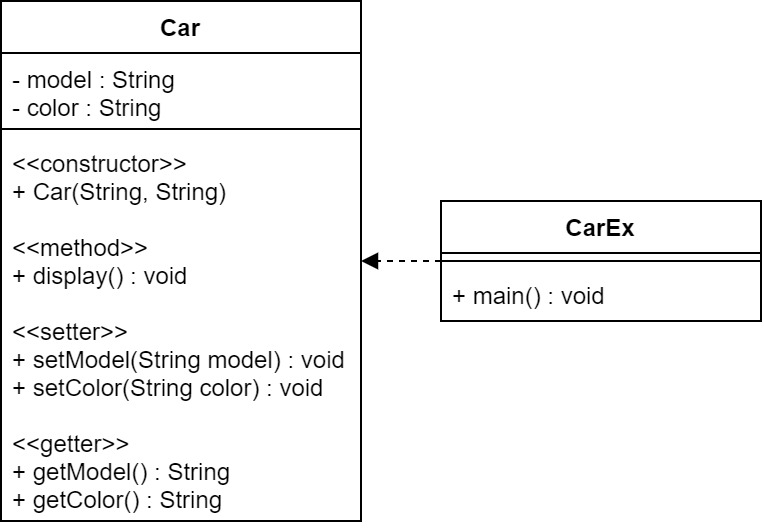 Car
- model : String
- color : String
<<constructor>>
+ Car(String, String)
<<method>>
+ display() : void
<<setter>>
+ setModel(String model) : void
+ setColor(String color) : void
<<getter>>
+ getModel() : String
+ getColor() : String
CarEx
+ main() : void